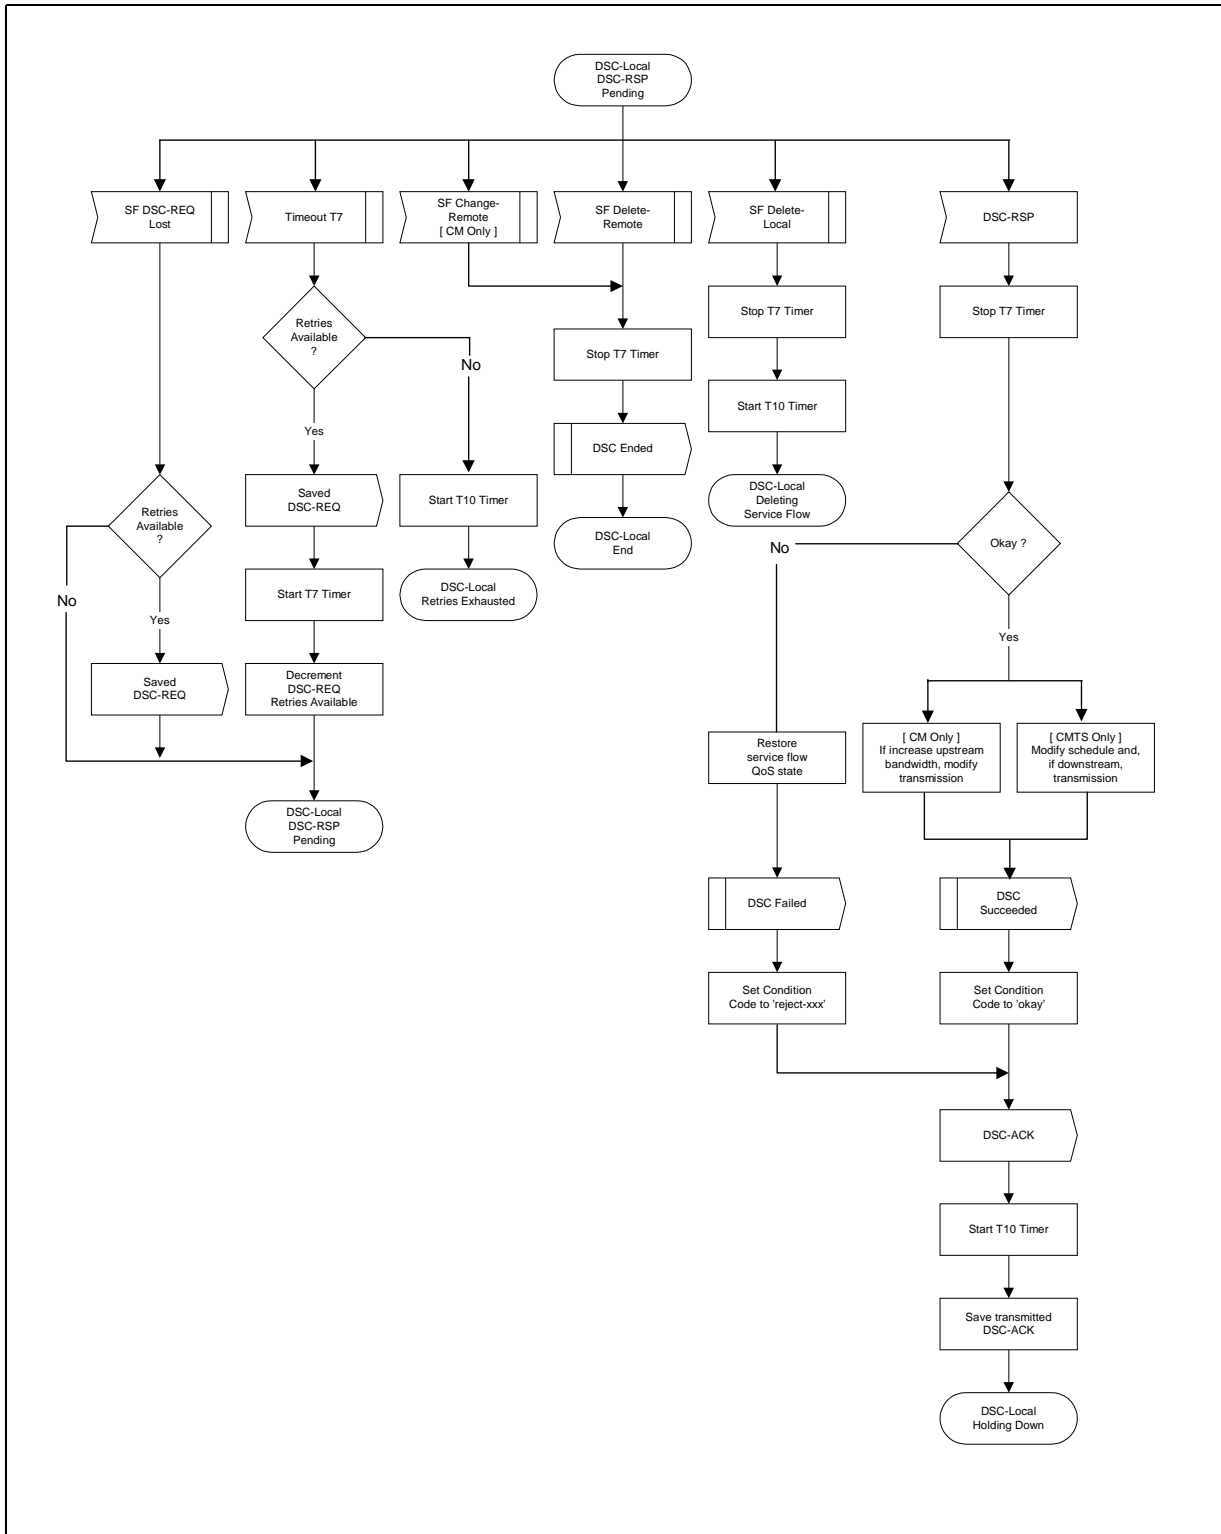 DSC-Local
DSC-RSP
Pending
SF DSC-REQ
Lost
Timeout T7
SF Change-
Remote
[ CM Only ]
SF Delete-
Remote
SF Delete-
Local
DSC-RSP
Retries
Available
?
No
Stop T7 Timer
Stop T7 Timer
Stop T7 Timer
Yes
DSC Ended
Start T10 Timer
Saved
DSC-REQ
Start T10 Timer
DSC-Local
Deleting
Service Flow
Retries
Available
?
DSC-Local
End
No
Okay ?
No
Start T7 Timer
DSC-Local
Retries Exhausted
Yes
Yes
Saved
DSC-REQ
Decrement
DSC-REQ
Retries Available
Restore
service flow
QoS state
[ CM Only ]
If increase upstream
bandwidth, modify
transmission
[ CMTS Only ]
Modify schedule and,
if downstream,
transmission
DSC-Local
DSC-RSP
Pending
DSC Failed
DSC
Succeeded
Set Condition
Code to 'reject-xxx'
Set Condition
Code to 'okay'
DSC-ACK
Start T10 Timer
Save transmitted
DSC-ACK
DSC-Local
Holding Down